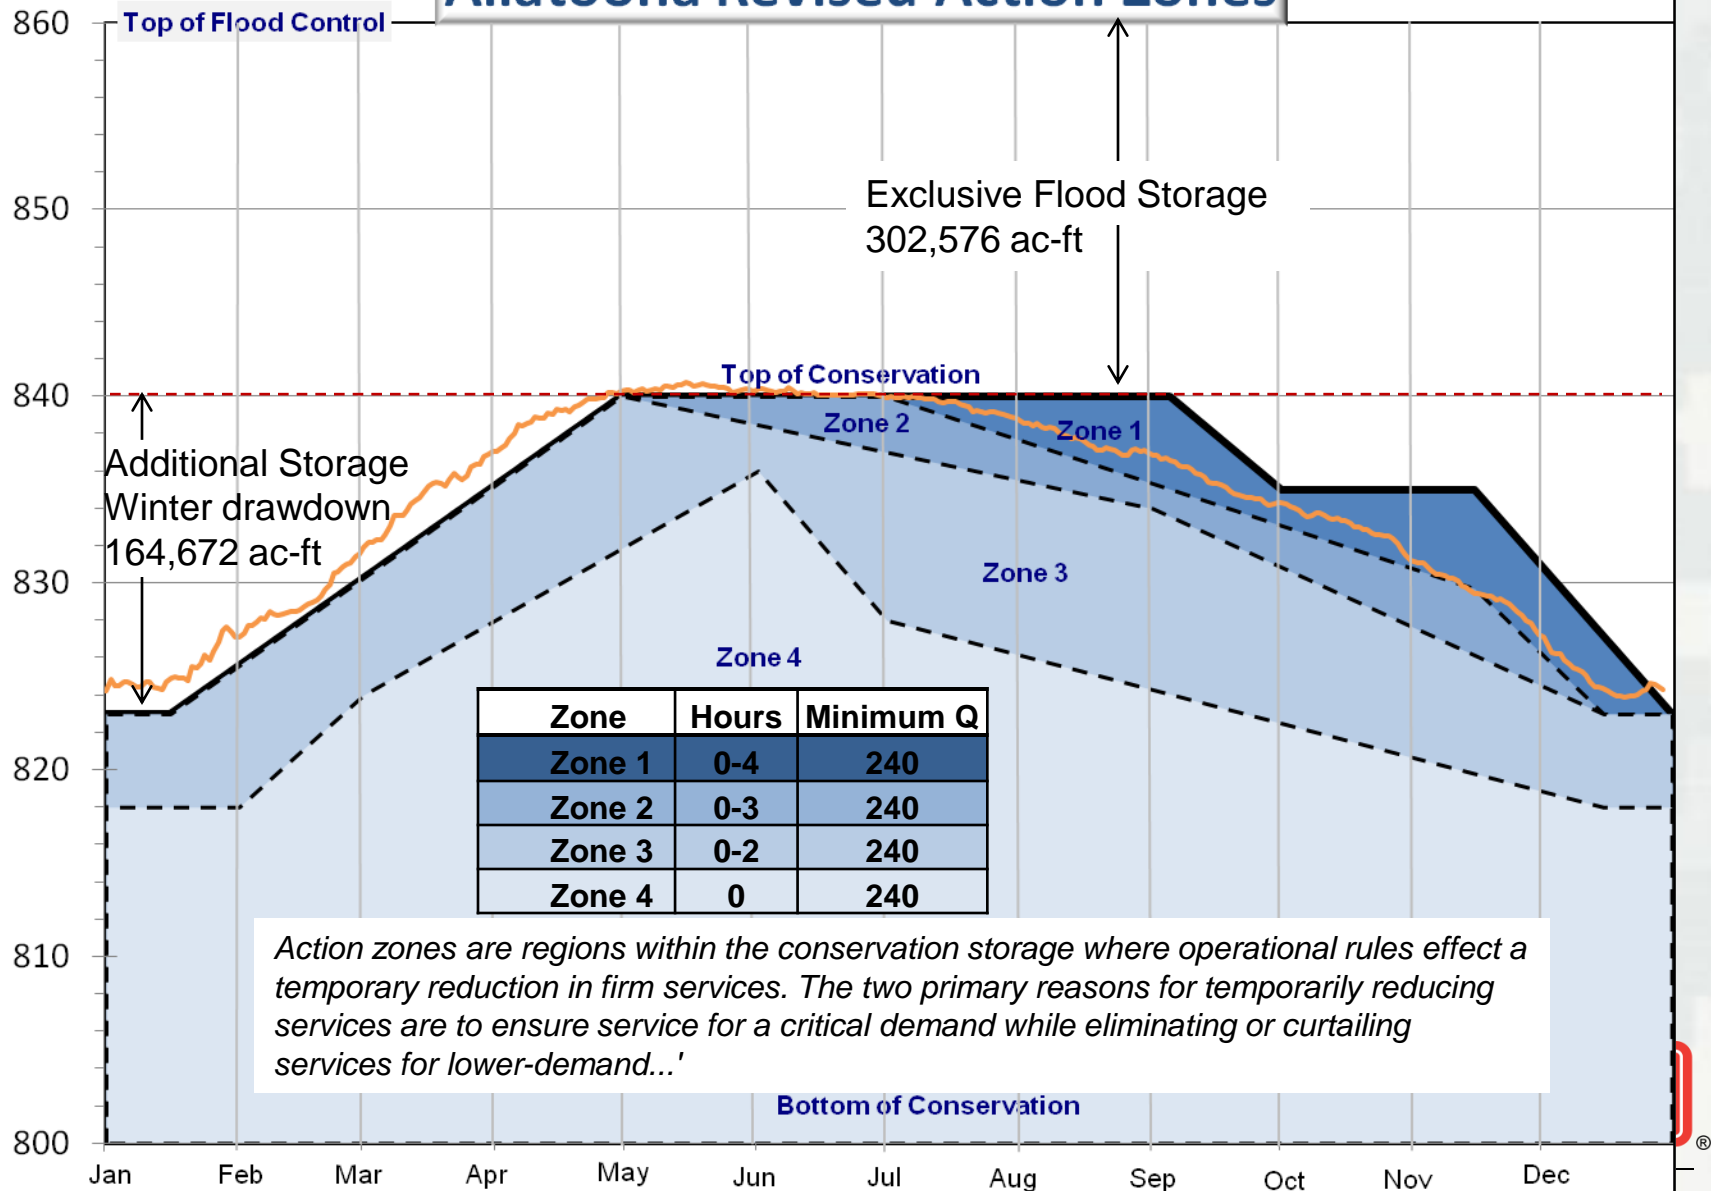 Allatoona Revised Action Zones
860
Top of Flood Control
850
Exclusive Flood Storage
302,576 ac-ft
840
Top of Conservation
Zone 2
Zone 1
Additional Storage
Winter drawdown
164,672 ac-ft
830
Zone 3
Zone 4
820
Zone Hours Minimum Q
Zone 1 0-4 240
Zone 2 0-3 240
Zone 3 0-2 240
Zone 4 0 240
810
Action zones are regions within the conservation storage where operational rules effect a
temporary reduction in firm services. The two primary reasons for temporarily reducing
services are to ensure service for a critical demand while eliminating or curtailing
services for lower-demand...'
Bottom of Conservation
800
®
Jan Feb Mar Apr May Jun Jul Aug Sep Oct Nov Dec